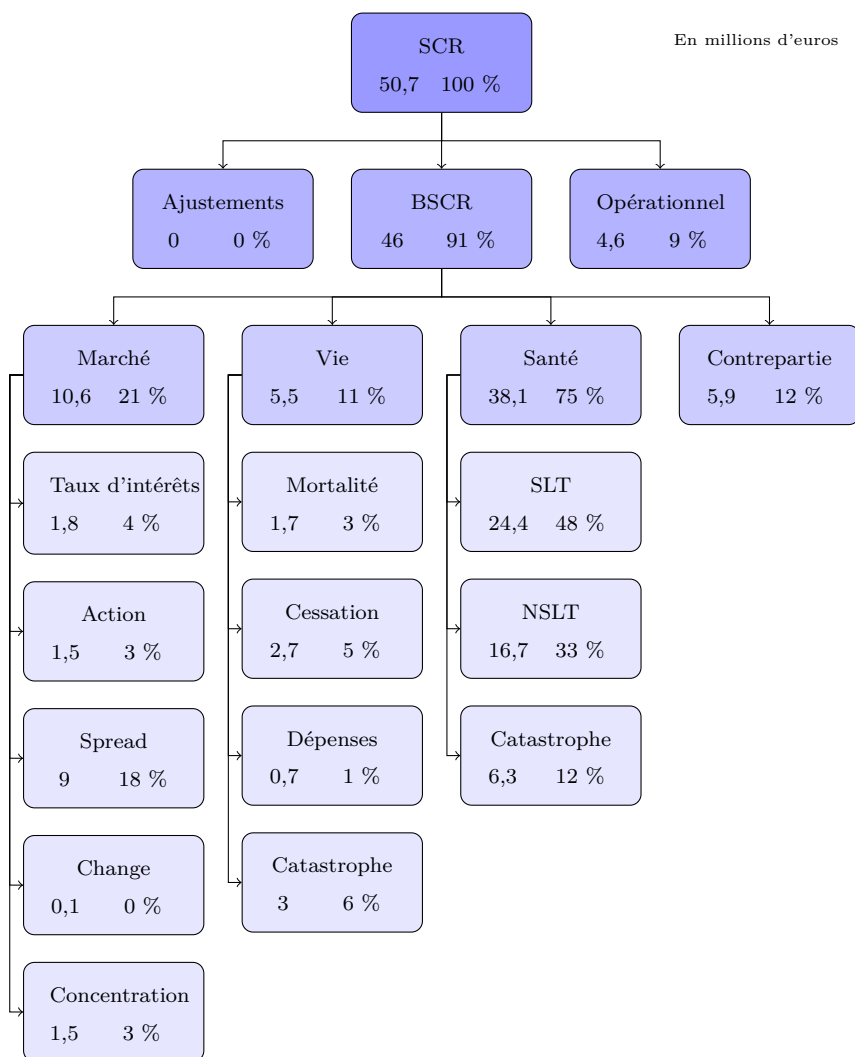 SCR
50,7 100 %
En millions d'euros
Ajustements
0 0 %
BSCR
46 91 %
Opérationnel
4,6 9 %
Marché
10,6 21 %
Vie
5,5 11 %
Santé
38,1 75 %
Contrepartie
5,9 12 %
Taux d'intérêts
1,8 4 %
Mortalité
1,7 3 %
SLT
24,4 48 %
Action
1,5 3 %
Cessation
2,7 5 %
NSLT
16,7 33 %
Spread
9 18 %
Dépenses
0,7 1 %
Catastrophe
6,3 12 %
Change
0,1 0 %
Catastrophe
3 6 %
Concentration
1,5 3 %